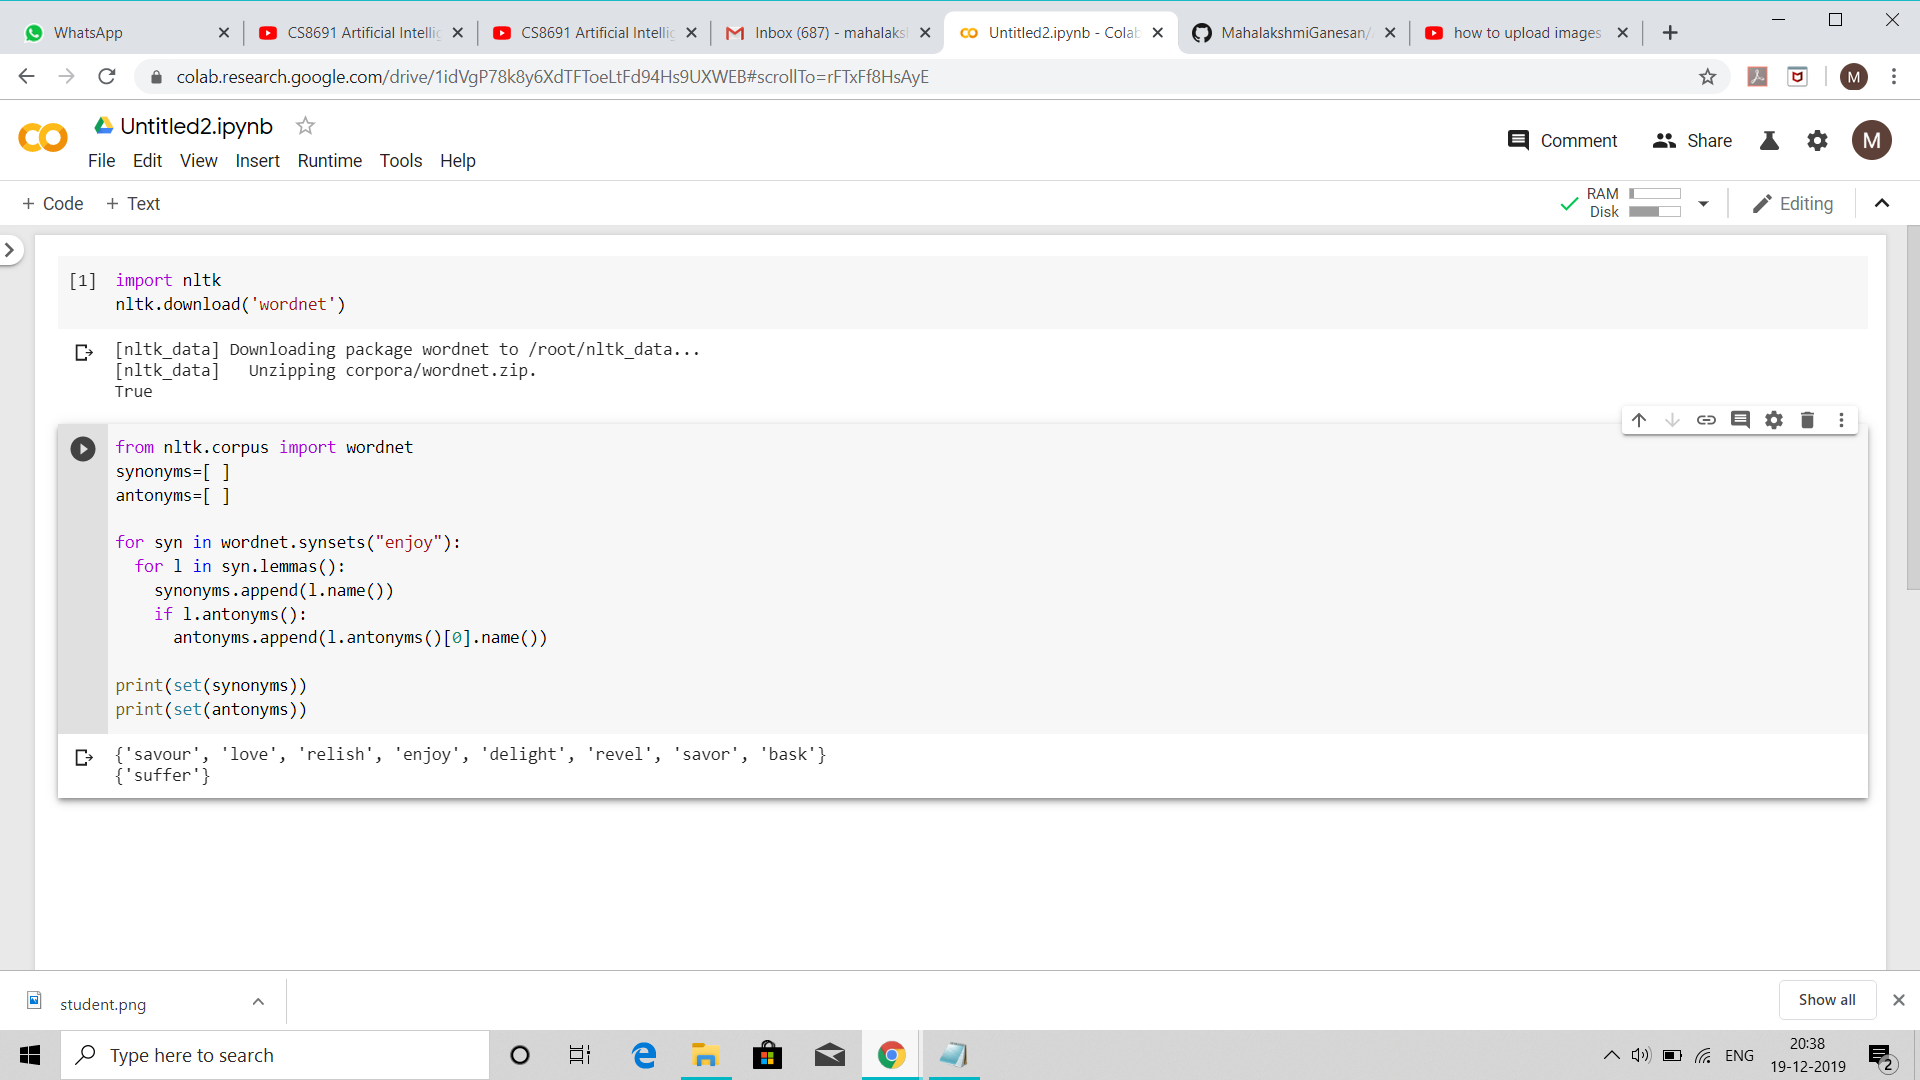 WhatsApp
CS8691 Artificial Intellig
CS8691 Artificial Intellig
Inbox (687) - mahalaks
Untitled2.ipynb - Colab
MahalakshmiGanesan/
how to upload images
colab.research.google.com/drive/1idVgP78k8y6XdTFToeLtFd94Hs9UXWEB#scrollTo=rFTxFf8HsAyE
M
Untitled2.ipynb
Comment
Share
M
File Edit View Insert Runtime Tools Help
+ Code + Text
RAM
Disk
Editing
[1] import nltk
nltk.download('wordnet')
[nltk_data] Downloading package wordnet to /root/nltk_data...
[nltk_data]   Unzipping corpora/wordnet.zip.
True
from nltk.corpus import wordnet
synonyms=[ ]
antonyms=[ ]
for syn in wordnet.synsets("enjoy"):
  for l in syn.lemmas():
    synonyms.append(l.name())
    if l.antonyms():
      antonyms.append(l.antonyms()[0].name())
print(set(synonyms))
print(set(antonyms))
{'savour', 'love', 'relish', 'enjoy', 'delight', 'revel', 'savor', 'bask'}
{'suffer'}
student.png
Show all
Type here to search
ENG
20:38
19-12-2019
2